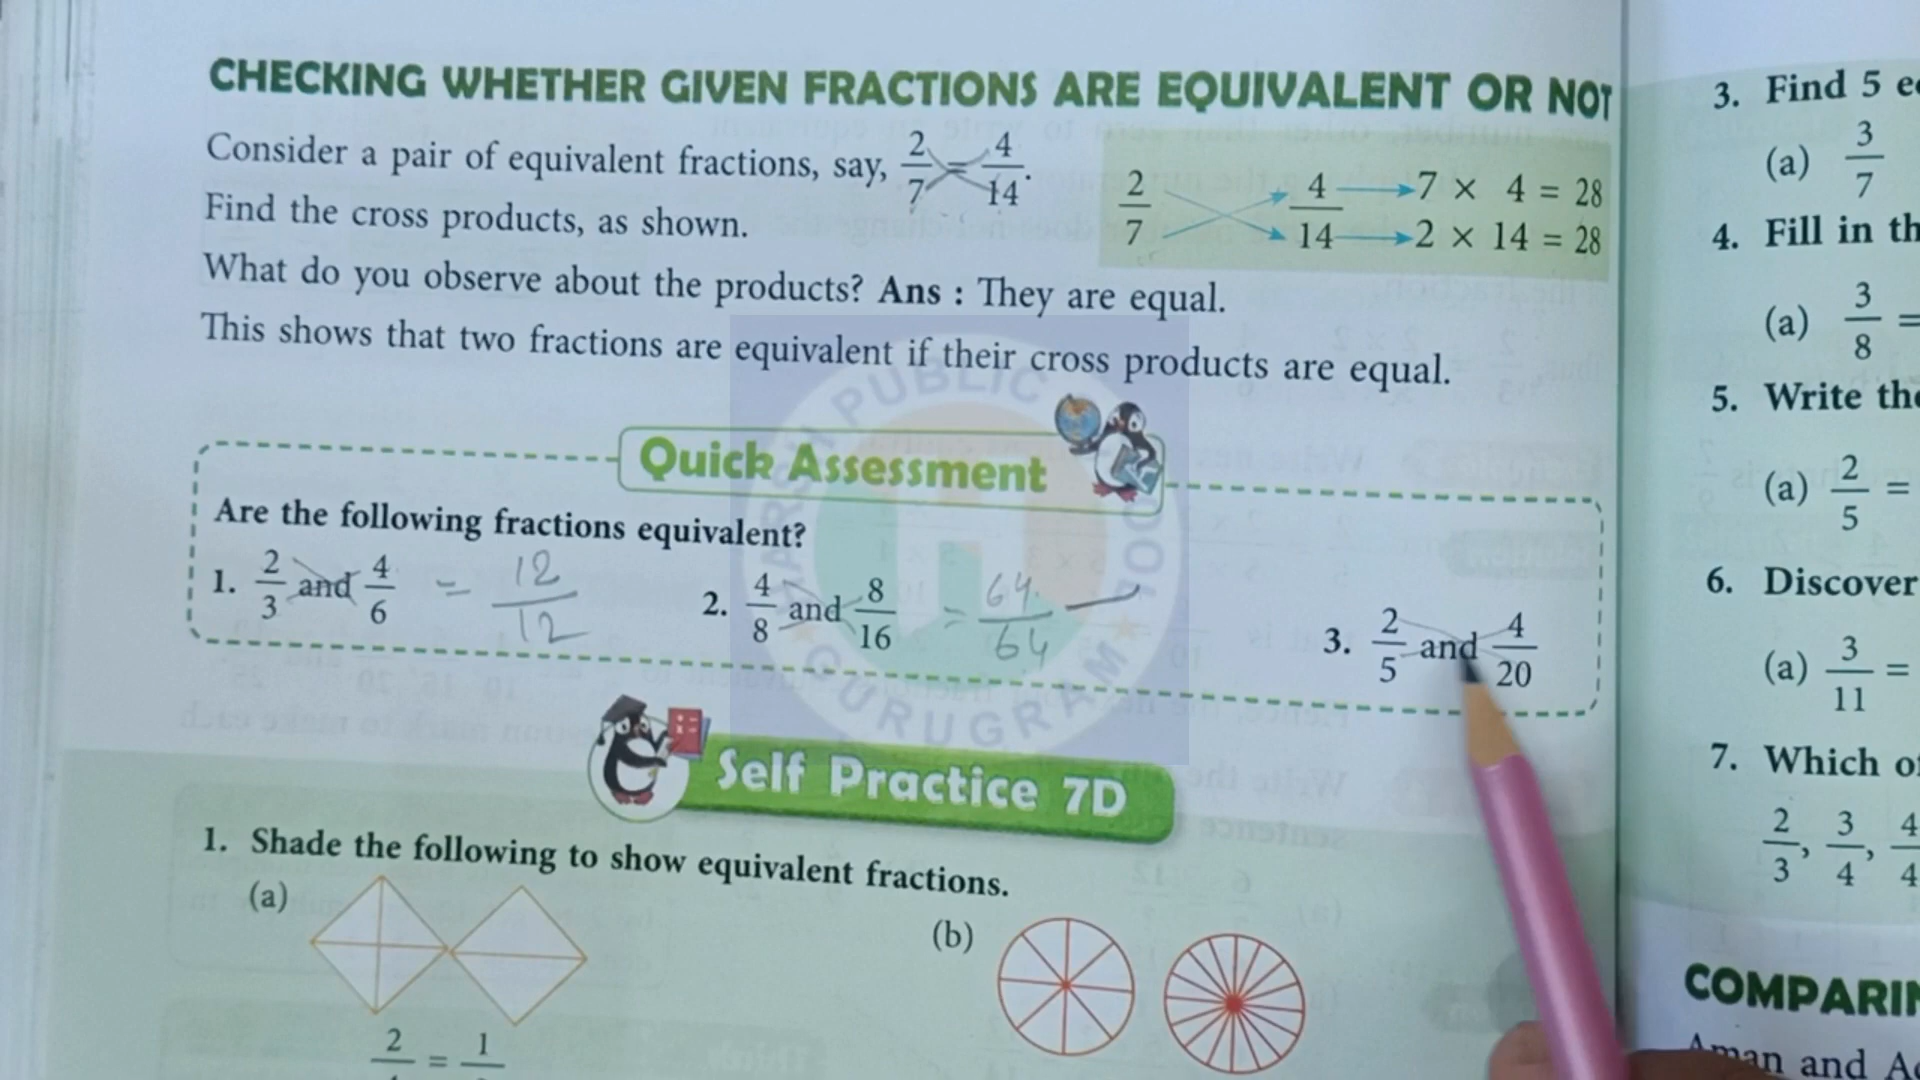 CHECKING WHETHER GIVEN FRACTIONS ARE EQUIVALENT OR NOT
Consider a pair of equivalent fractions, say, 2/7 = 4/14.
Find the cross products, as shown.
2/7 4/14 → 7 × 4 = 28
→ 2 × 14 = 28
What do you observe about the products? Ans : They are equal.
This shows that two fractions are equivalent if their cross products are equal.
Quick Assessment
Are the following fractions equivalent?
1. 2/3 and 4/6 = 12/12
2. 4/8 and 8/16 = 64/64
3. 2/5 and 4/20
HARSH PUBLIC SCHOOL
GURUGRAM
Self Practice 7D
1. Shade the following to show equivalent fractions.
(a)
(b)
2 = 1
3. Find 5
(a) 3/7
4. Fill in
(a) 3/8 =
5. Write
(a) 2/5 =
6. Discover
(a) 3/11 =
7. Which
2/3, 3/4, 4/4
Aman and